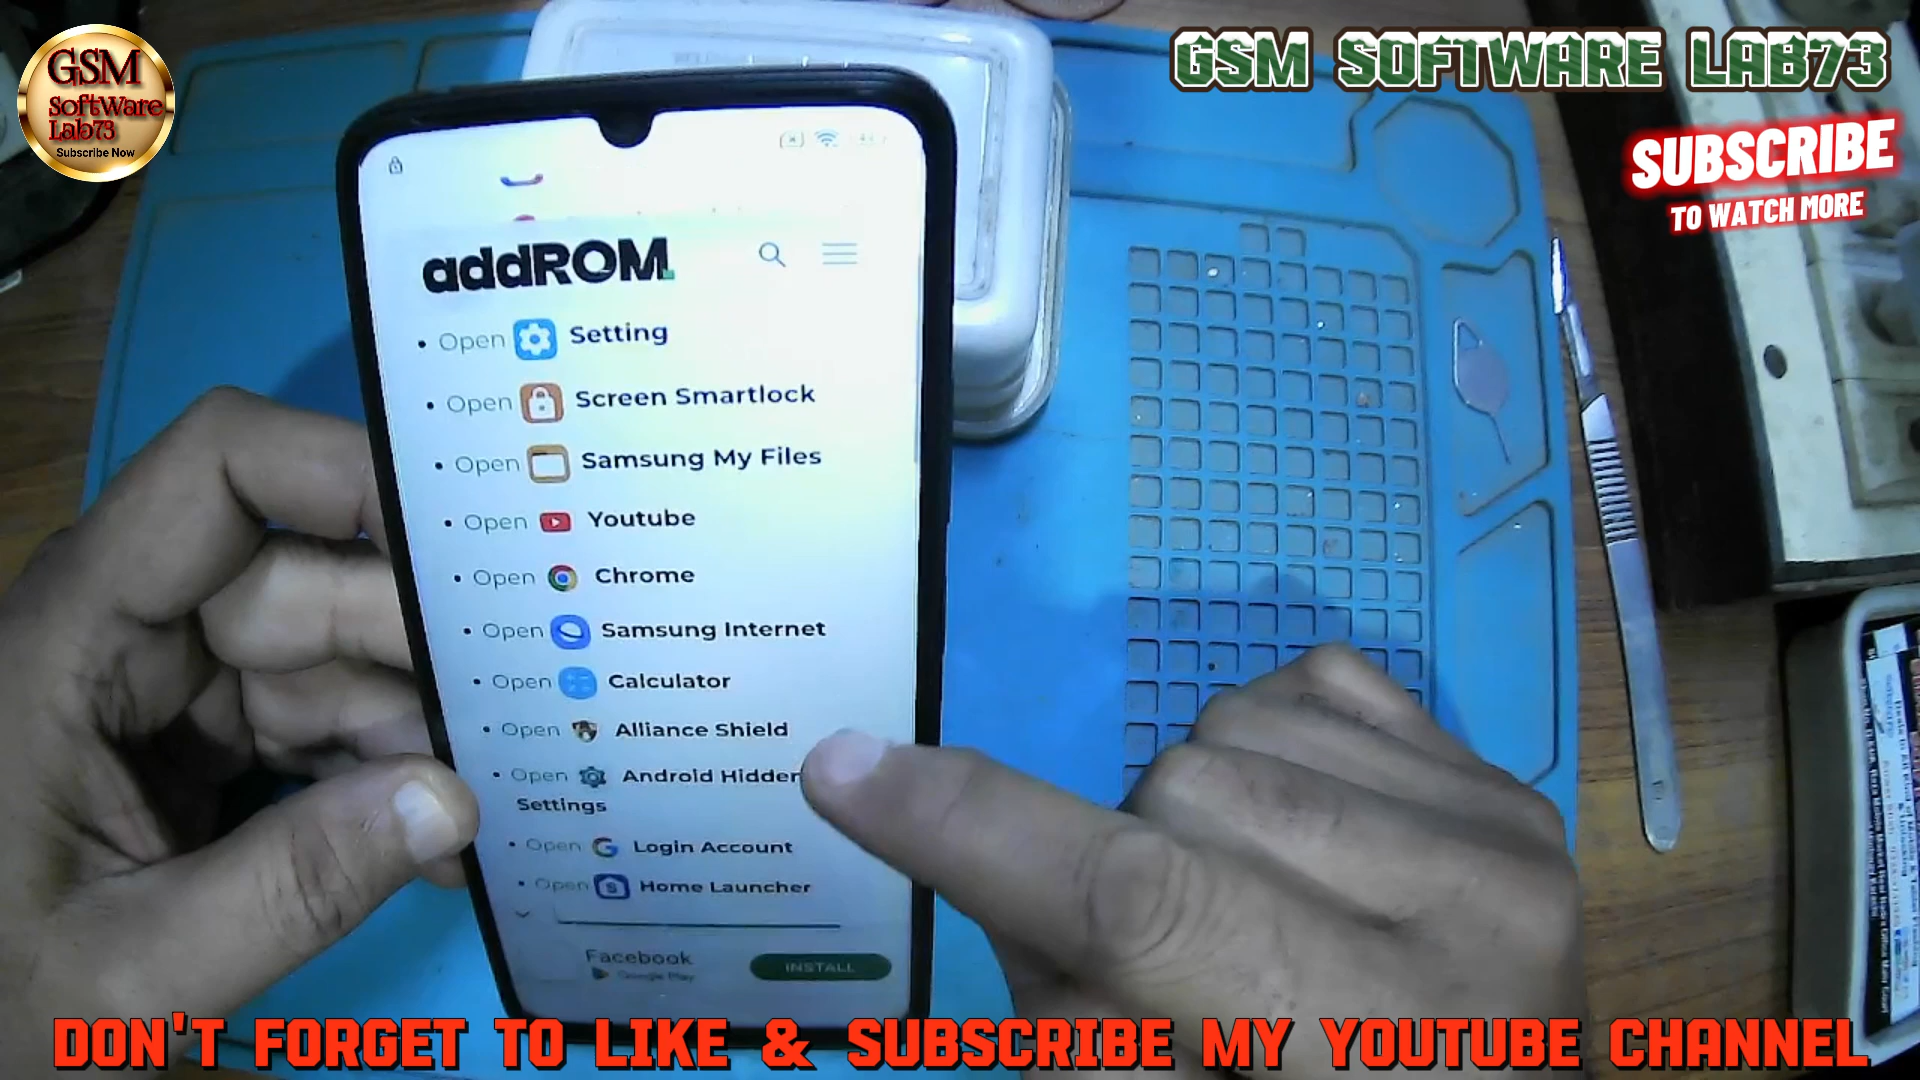 GSM
SoftWare
Lab73
Subscribe Now
GSM SOFTWARE LAB73
SUBSCRIBE
TO WATCH MORE
addROM
Open Setting
Open Screen Smartlock
Open Samsung My Files
Open Youtube
Open Chrome
Open Samsung Internet
Open Calculator
Open Alliance Shield
Open Android Hidden
Settings
Open Login Account
Open Home Launcher
Facebook
Google Play
INSTALL
DON'T FORGET TO LIKE & SUBSCRIBE MY YOUTUBE CHANNEL